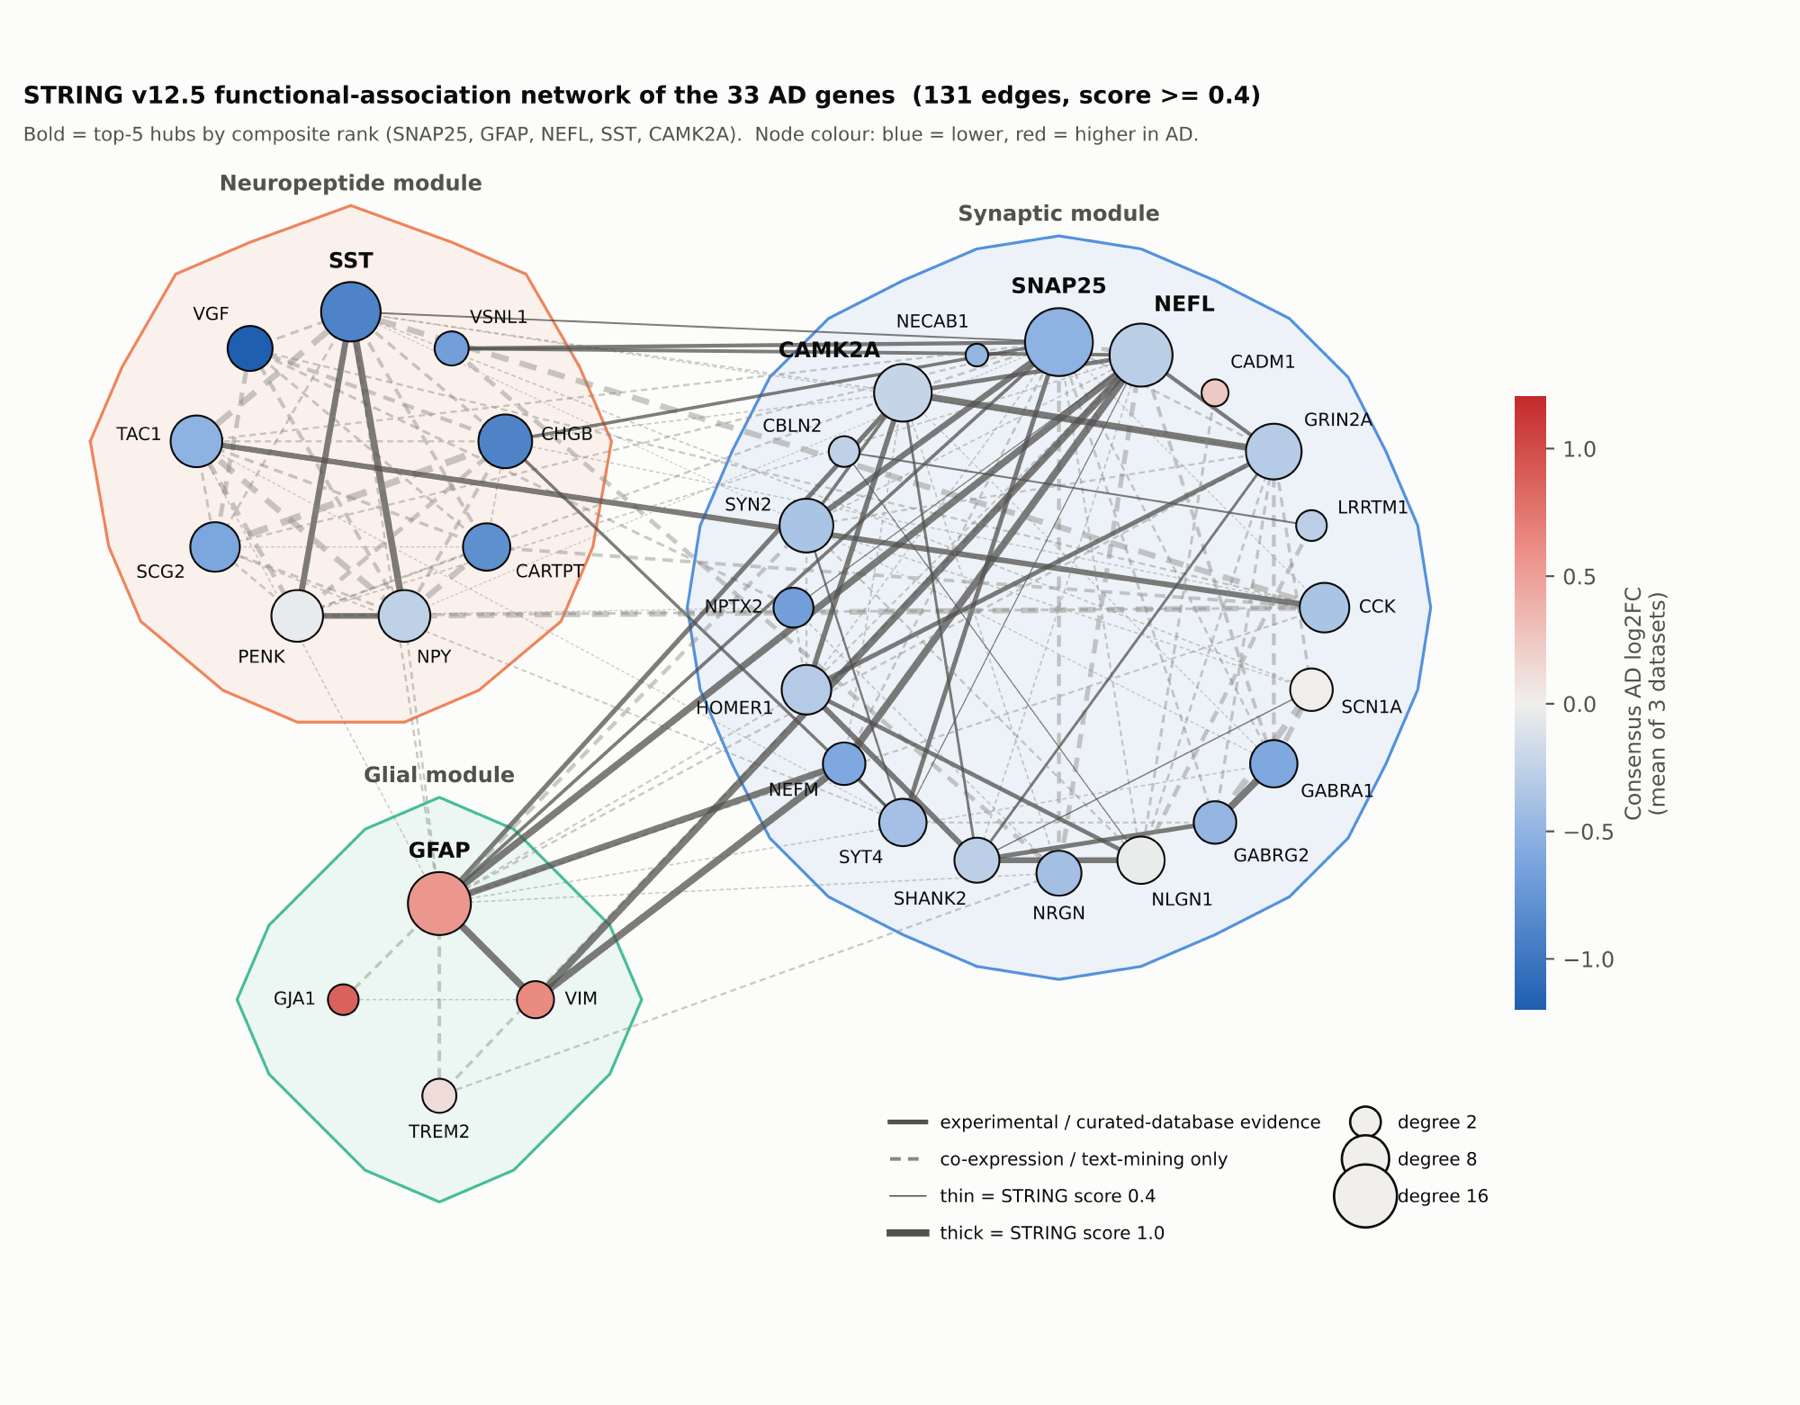 STRING v12.5 functional-association network of the 33 AD genes  (131 edges, score >= 0.4)
Bold = top-5 hubs by composite rank (SNAP25, GFAP, NEFL, SST, CAMK2A).  Node colour: blue = lower, red = higher in AD.
Neuropeptide module
SST
VGF
VSNL1
TAC1
CHGB
SCG2
CARTPT
PENK
NPY
Synaptic module
SNAP25
NEFL
NECAB1
CAMK2A
CADM1
CBLN2
GRIN2A
SYN2
LRRTM1
NPTX2
CCK
HOMER1
SCN1A
NEFM
GABRA1
SYT4
GABRG2
SHANK2
NRGN
NLGN1
Glial module
GFAP
GJA1
VIM
TREM2
1.0
0.5
0.0
−0.5
−1.0
Consensus AD log2FC
(mean of 3 datasets)
experimental / curated-database evidence
co-expression / text-mining only
thin = STRING score 0.4
thick = STRING score 1.0
degree 2
degree 8
degree 16